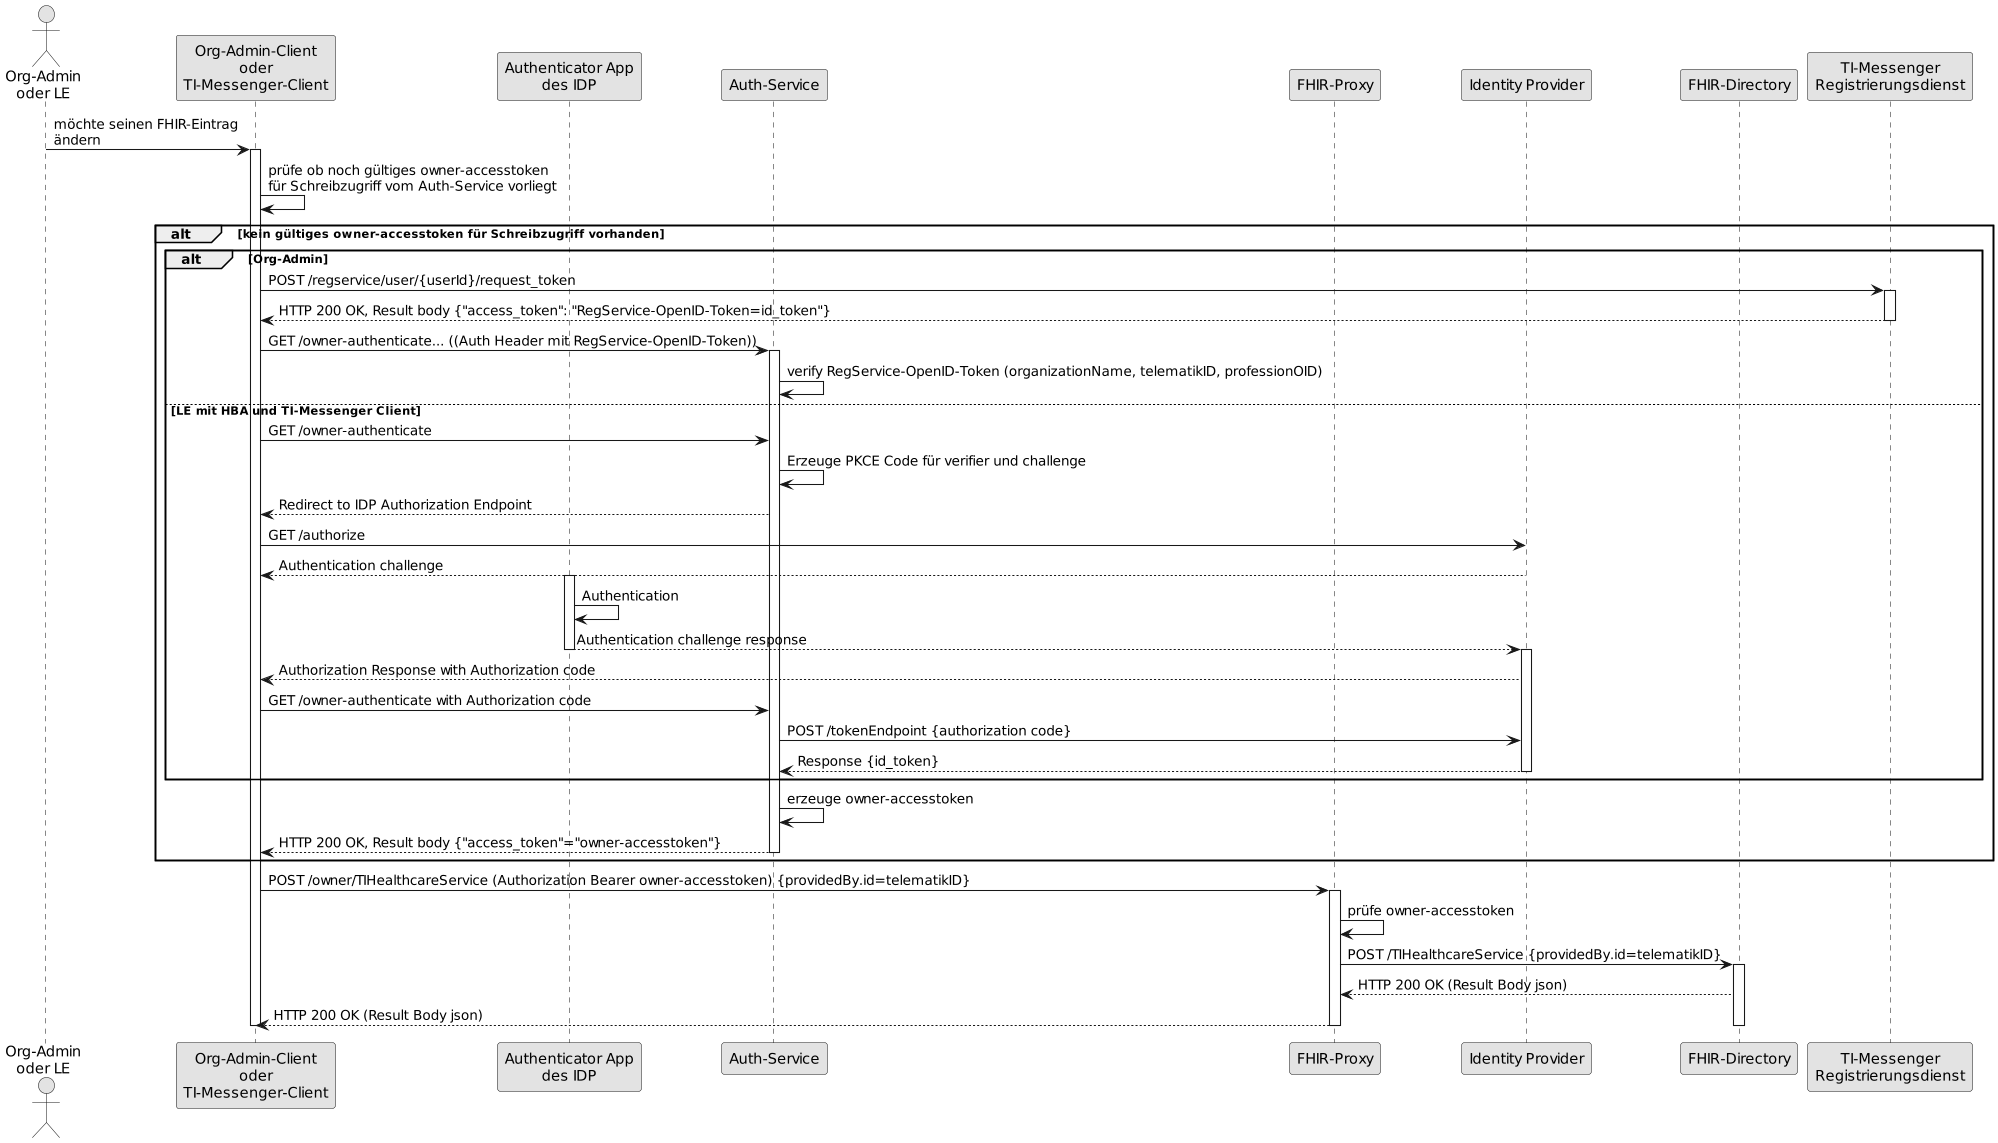 Org-Admin
oder LE
Org-Admin-Client
oder
TI-Messenger-Client
Authenticator App
des IDP
Auth-Service
FHIR-Proxy
Identity Provider
FHIR-Directory
TI-Messenger
Registrierungsdienst
möchte seinen FHIR-Eintrag
ändern
prüfe ob noch gültiges owner-accesstoken
für Schreibzugriff vom Auth-Service vorliegt
alt [kein gültiges owner-accesstoken für Schreibzugriff vorhanden]
alt [Org-Admin]
POST /regservice/user/{userId}/request_token
HTTP 200 OK, Result body {"access_token": "RegService-OpenID-Token=id_token"}
GET /owner-authenticate... ((Auth Header mit RegService-OpenID-Token))
verify RegService-OpenID-Token (organizationName, telematikID, professionOID)
[LE mit HBA und TI-Messenger Client]
GET /owner-authenticate
Erzeuge PKCE Code für verifier und challenge
Redirect to IDP Authorization Endpoint
GET /authorize
Authentication challenge
Authentication
Authentication challenge response
Authorization Response with Authorization code
GET /owner-authenticate with Authorization code
POST /tokenEndpoint {authorization code}
Response {id_token}
erzeuge owner-accesstoken
HTTP 200 OK, Result body {"access_token"="owner-accesstoken"}
POST /owner/TIHealthcareService (Authorization Bearer owner-accesstoken) {providedBy.id=telematikID}
prüfe owner-accesstoken
POST /TIHealthcareService {providedBy.id=telematikID}
HTTP 200 OK (Result Body json)
HTTP 200 OK (Result Body json)
Org-Admin
oder LE
Org-Admin-Client
oder
TI-Messenger-Client
Authenticator App
des IDP
Auth-Service
FHIR-Proxy
Identity Provider
FHIR-Directory
TI-Messenger
Registrierungsdienst